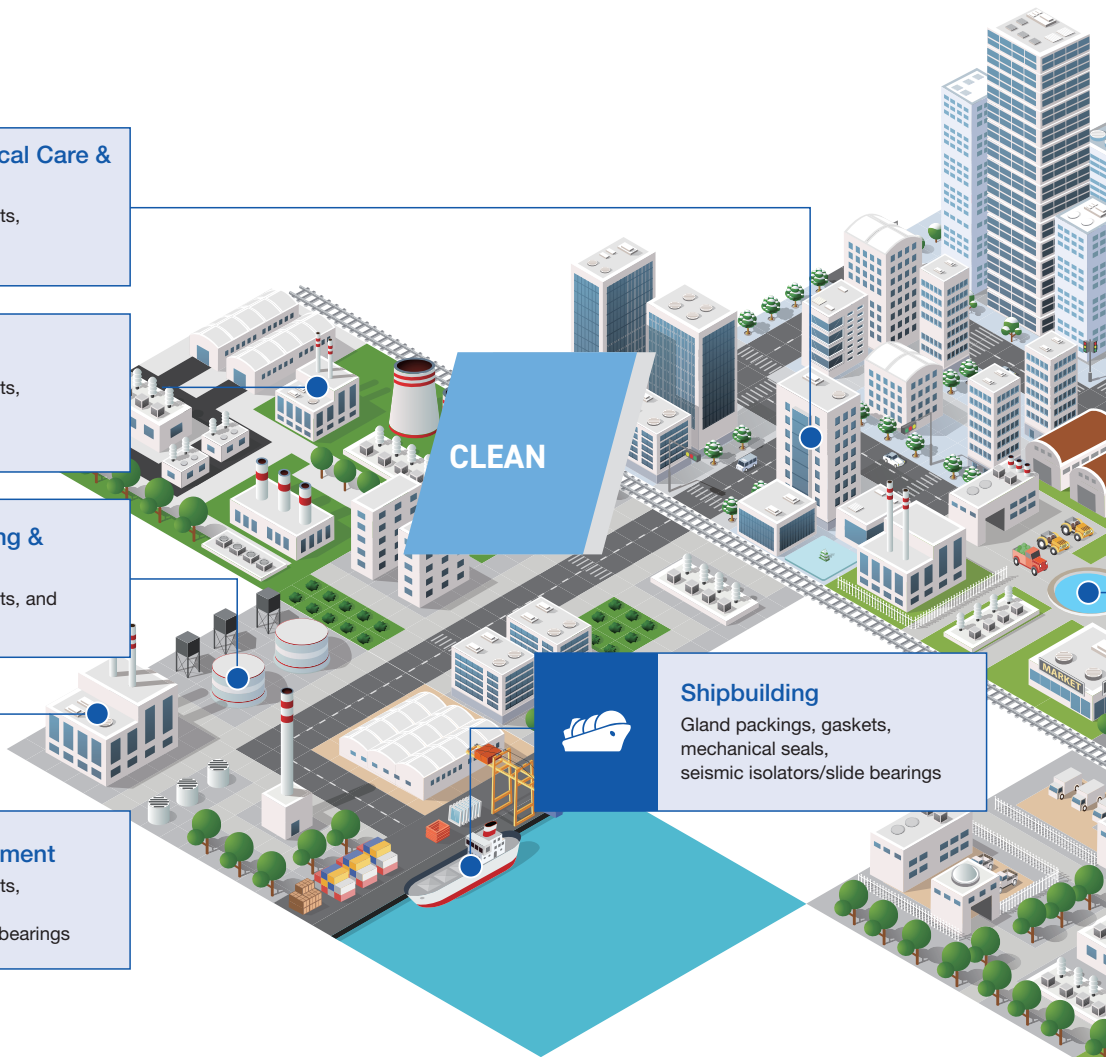 cal Care &
ts,
ts,
CLEAN
ng &
ts, and
MARKET
Shipbuilding
Gland packings, gaskets,
mechanical seals,
seismic isolators/slide bearings
ment
ts,
bearings